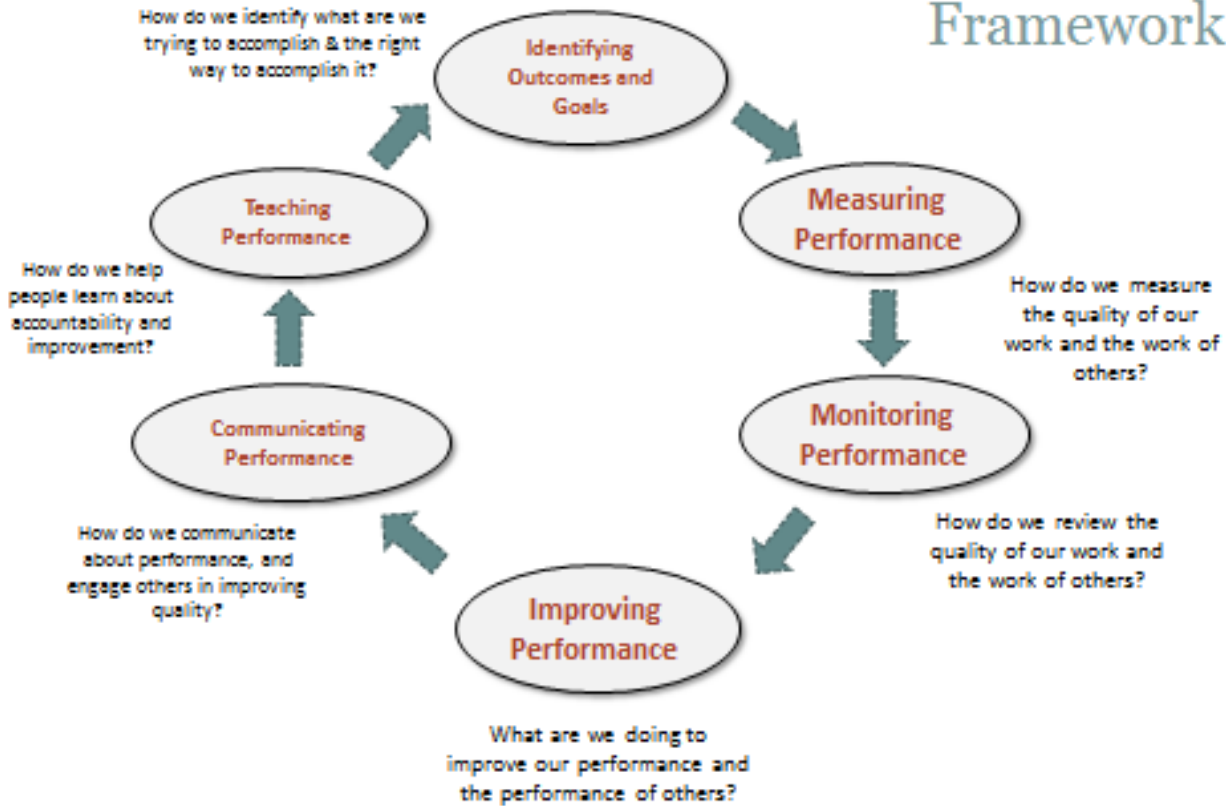 Framework
How do we identify what are we
trying to accomplish & the right
way to accomplish it?
Identifying
Outcomes and
Goals
Measuring
Performance
How do we measure
the quality of our
work and the work of
others?
Monitoring
Performance
How do we review the
quality of our work and
the work of others?
Improving
Performance
What are we doing to
improve our performance and
the performance of others?
Communicating
Performance
How do we communicate
about performance, and
engage others in improving
quality?
Teaching
Performance
How do we help
people learn about
accountability and
improvement?